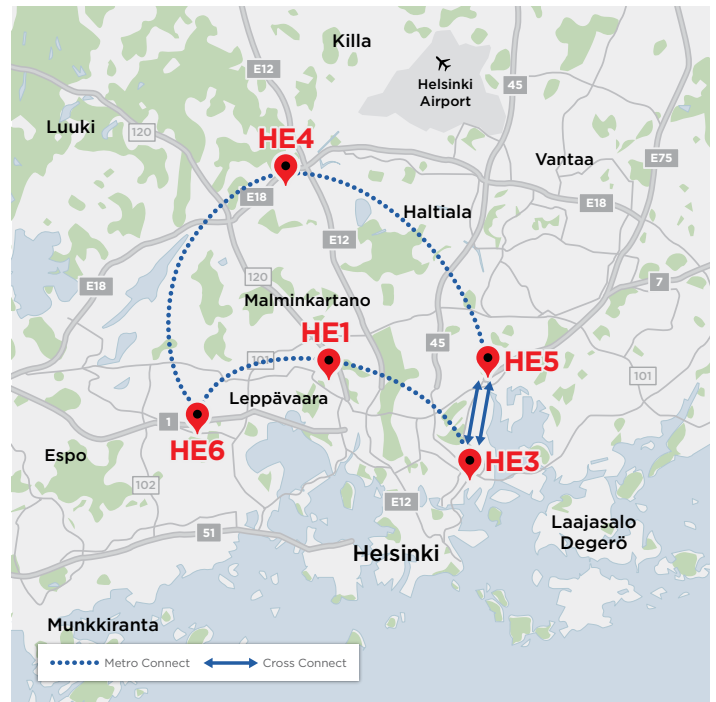 Killa
E12
Helsinki
Airport
45
Luuki
120
HE4
Vantaa
E75
E18
E18
Haltiala
E12
E18
120
7
Malminkartano
HE1
45
HE5
101
101
Leppävaara
1
HE6
Espo
HE3
102
E12
51
Helsinki
Laajasalo
Degerö
Munkkiranta
Metro Connect
Cross Connect